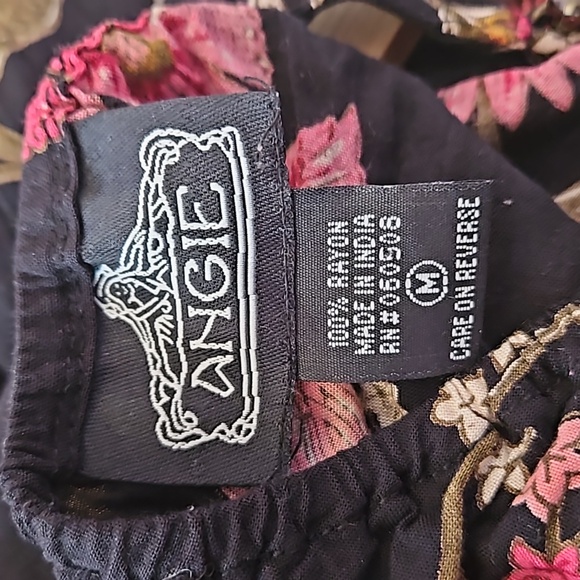 ANGIE
100% RAYON
MADE IN INDIA
RN# 060508
M
CARE ON REVERSE